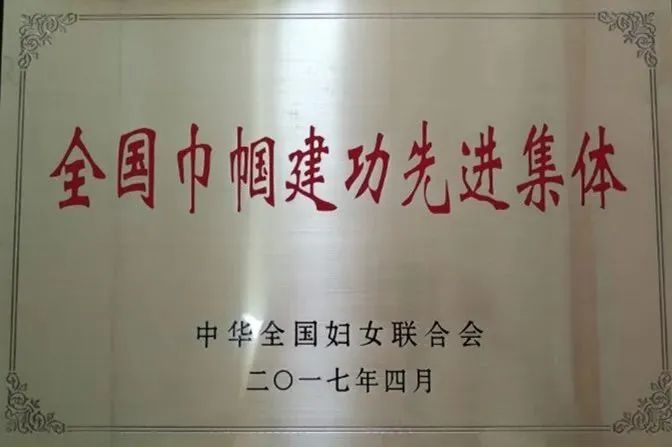 全国巾帼建功先进集体
中华全国妇女联合会
二〇一七年四月